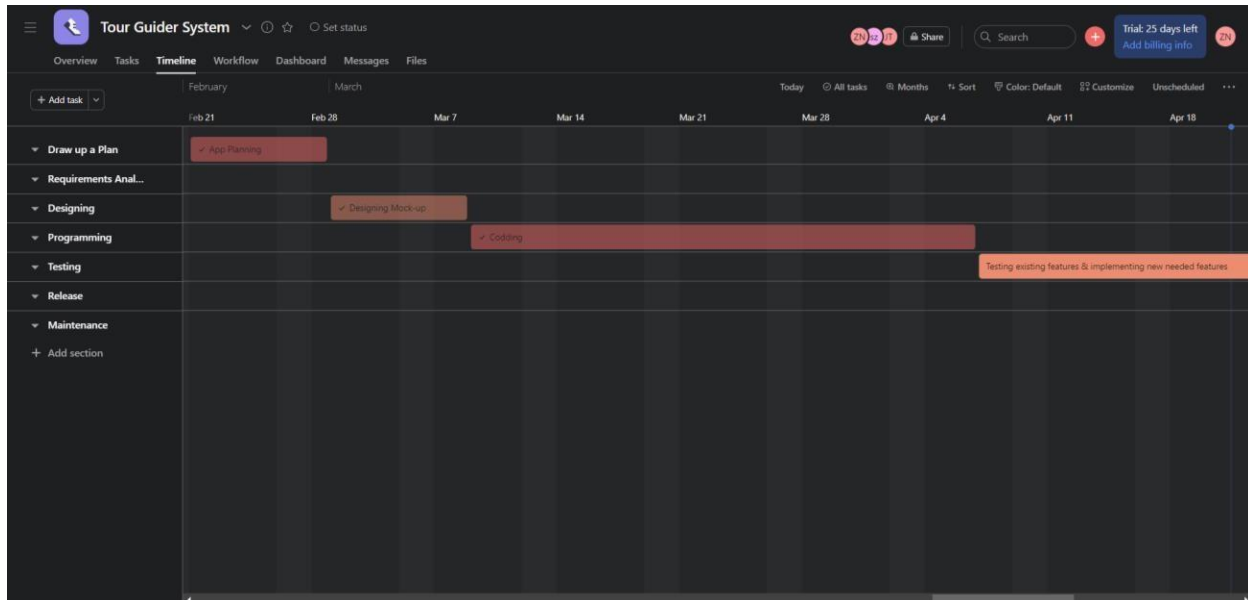 Tour Guider System Set status
ZN sz JT Share Search Trial: 25 days left ZN
Add billing info
Overview Tasks Timeline Workflow Dashboard Messages Files
+ Add task February March Today All tasks Months Sort Color: Default Customize Unscheduled ...
Feb 21 Feb 28 Mar 7 Mar 14 Mar 21 Mar 28 Apr 4 Apr 11 Apr 18
Draw up a Plan ✓ App Planning
Requirements Anal...
Designing ✓ Designing Mock-up
Programming ✓ Codding
Testing Testing existing features & implementing new needed features
Release
Maintenance
+ Add section